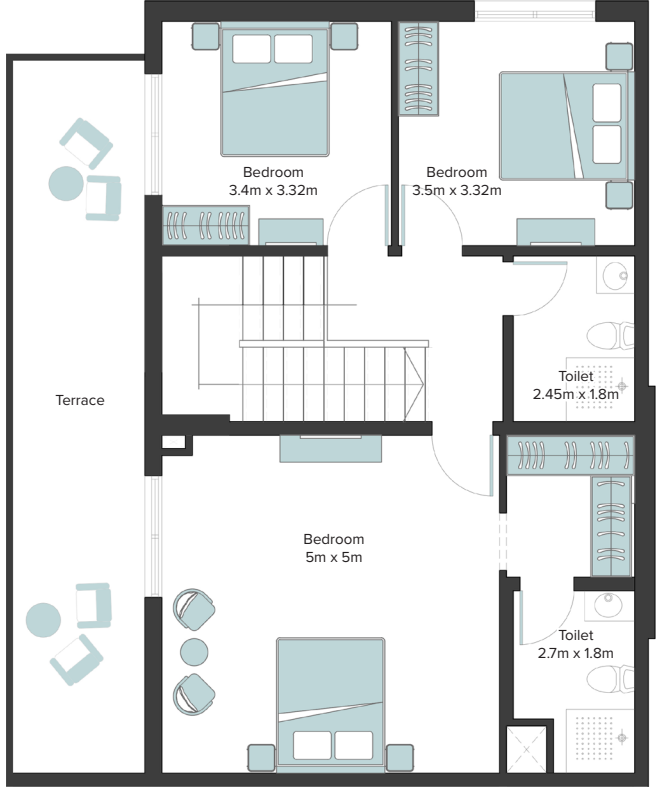 Bedroom
3.4m x 3.32m
Bedroom
3.5m x 3.32m
Toilet
2.45m x 1.8m
Terrace
Bedroom
5m x 5m
Toilet
2.7m x 1.8m